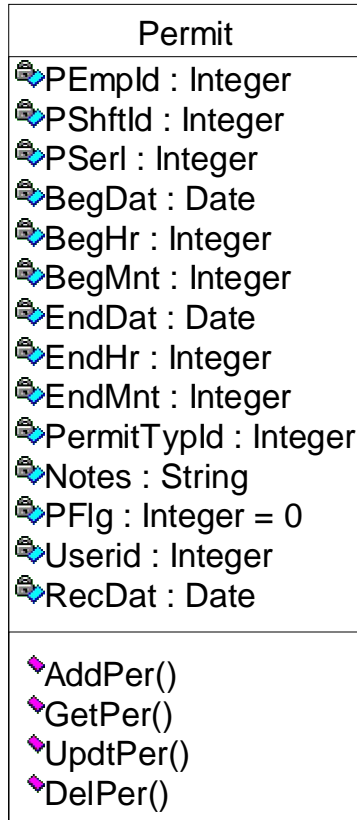 Permit
PEmpId : Integer
PShftId : Integer
PSerl : Integer
BegDat : Date
BegHr : Integer
BegMnt : Integer
EndDat : Date
EndHr : Integer
EndMnt : Integer
PermitTypId : Integer
Notes : String
PFlg : Integer = 0
Userid : Integer
RecDat : Date
AddPer()
GetPer()
UpdtPer()
DelPer()